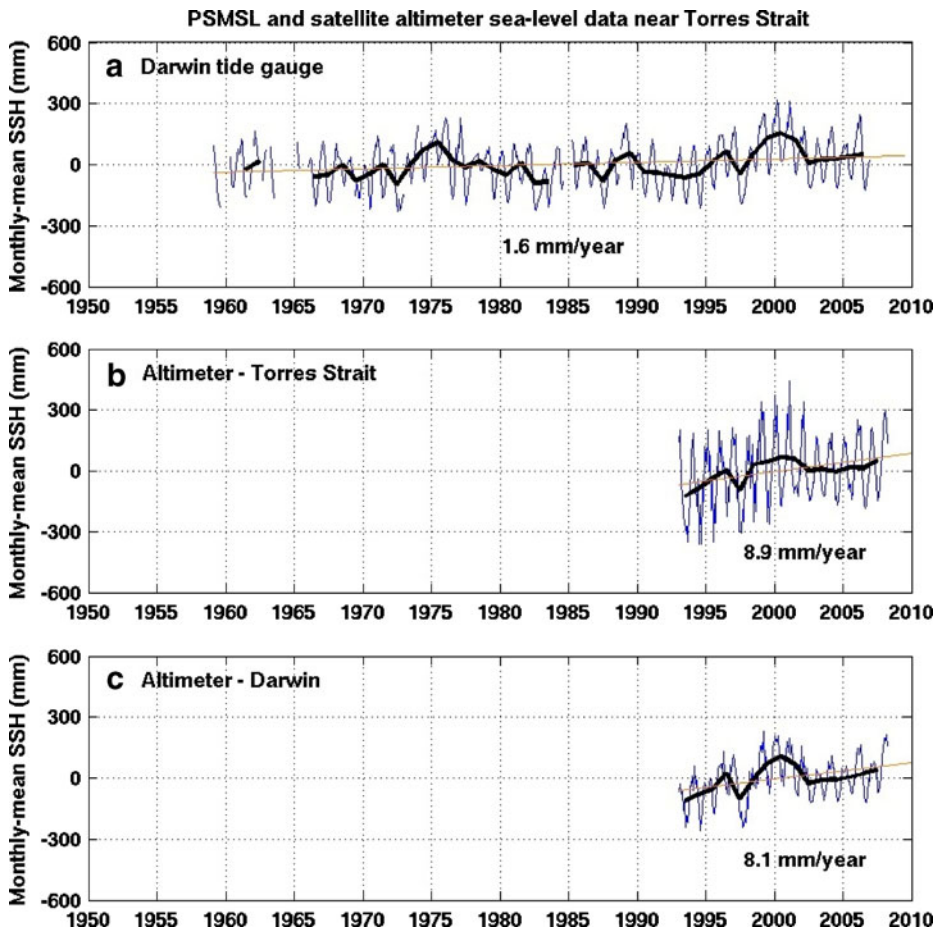 PSMSL and satellite altimeter sea-level data near Torres Strait
Monthly-mean SSH (mm)
600
300
0
-300
-600
a Darwin tide gauge
1.6 mm/year
1950 1955 1960 1965 1970 1975 1980 1985 1990 1995 2000 2005 2010
Monthly-mean SSH (mm)
600
300
0
-300
-600
b Altimeter - Torres Strait
8.9 mm/year
1950 1955 1960 1965 1970 1975 1980 1985 1990 1995 2000 2005 2010
Monthly-mean SSH (mm)
600
300
0
-300
-600
c Altimeter - Darwin
8.1 mm/year
1950 1955 1960 1965 1970 1975 1980 1985 1990 1995 2000 2005 2010